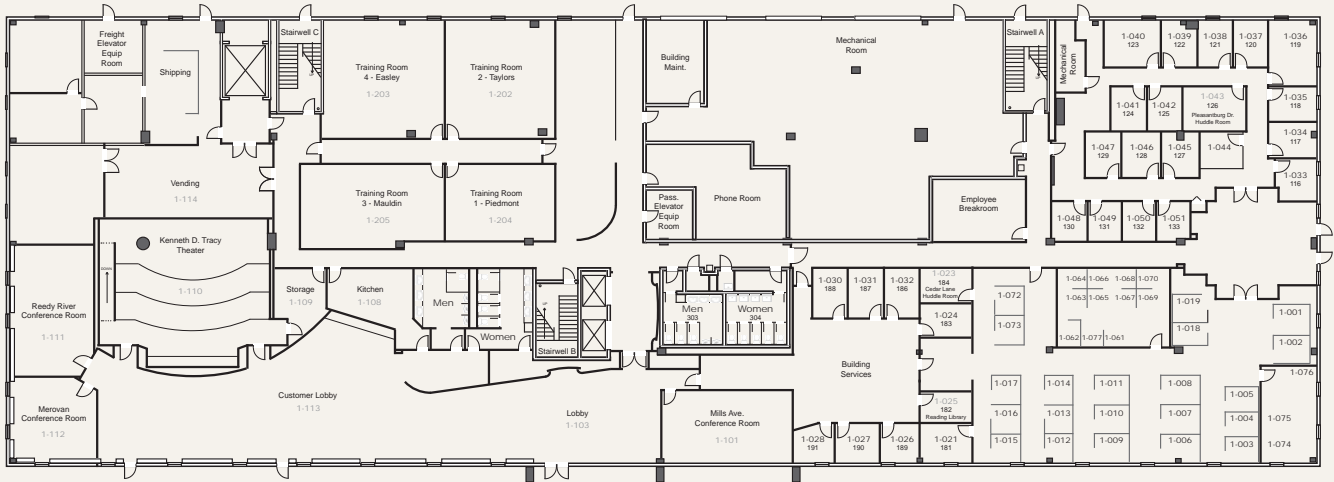 Freight
Elevator
Equip
Room
Shipping
Stairwell C
Training Room
4 - Easley
1-203
Training Room
2 - Taylors
1-202
Building
Maint.
Mechanical
Room
Stairwell A
Mechanical
Room
1-040
123
1-039
122
1-038
121
1-037
120
1-036
119
1-041
124
1-042
125
1-043
126
Pleasantburg Dr.
Huddle Room
1-035
118
1-034
117
1-047
129
1-046
128
1-045
127
1-044
1-033
116
Vending
1-114
Training Room
3 - Mauldin
1-205
Training Room
1 - Piedmont
1-204
Pass.
Elevator
Equip
Room
Phone Room
Employee
Breakroom
1-048
130
1-049
131
1-050
132
1-051
133
Kenneth D. Tracy
Theater
1-110
DOWN
Reedy River
Conference Room
1-111
Storage
1-109
Kitchen
1-108
Men
Women
UP
Stairwell B
Men
303
Women
304
1-030
188
1-031
187
1-032
186
1-023
184
Cedar Lane
Huddle Room
1-024
183
1-072
1-073
1-064
1-066
1-068
1-070
1-063
1-065
1-067
1-069
1-062
1-077
1-061
1-019
1-018
1-001
1-002
1-076
Building
Services
Merovan
Conference Room
1-112
Customer Lobby
1-113
Lobby
1-103
Mills Ave.
Conference Room
1-101
1-028
191
1-027
190
1-026
189
1-025
182
Reading Library
1-021
181
1-017
1-014
1-011
1-008
1-005
1-016
1-013
1-010
1-007
1-004
1-075
1-015
1-012
1-009
1-006
1-003
1-074